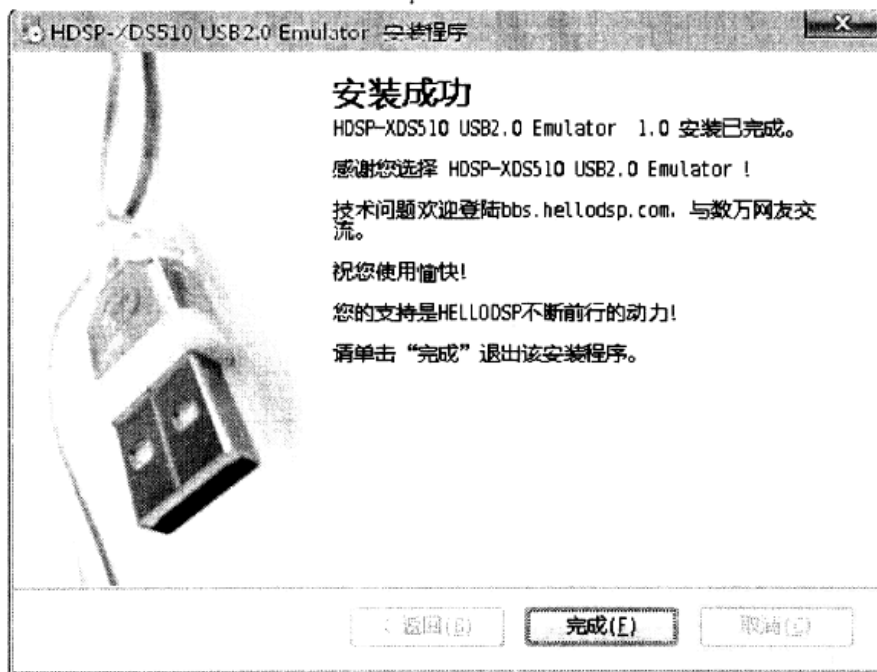 HDSP-XDS510 USB2.0 Emulator 安装程序
安装成功
HDSP-XDS510 USB2.0 Emulator 1.0 安装已完成。
感谢您选择 HDSP-XDS510 USB2.0 Emulator !
技术问题欢迎登陆bbs.hellodsp.com, 与数万网友交
流。
祝您使用愉快!
您的支持是HELLODSP不断前行的动力!
请单击“完成”退出该安装程序。
< 返回(B) 完成(F) 取消(C)